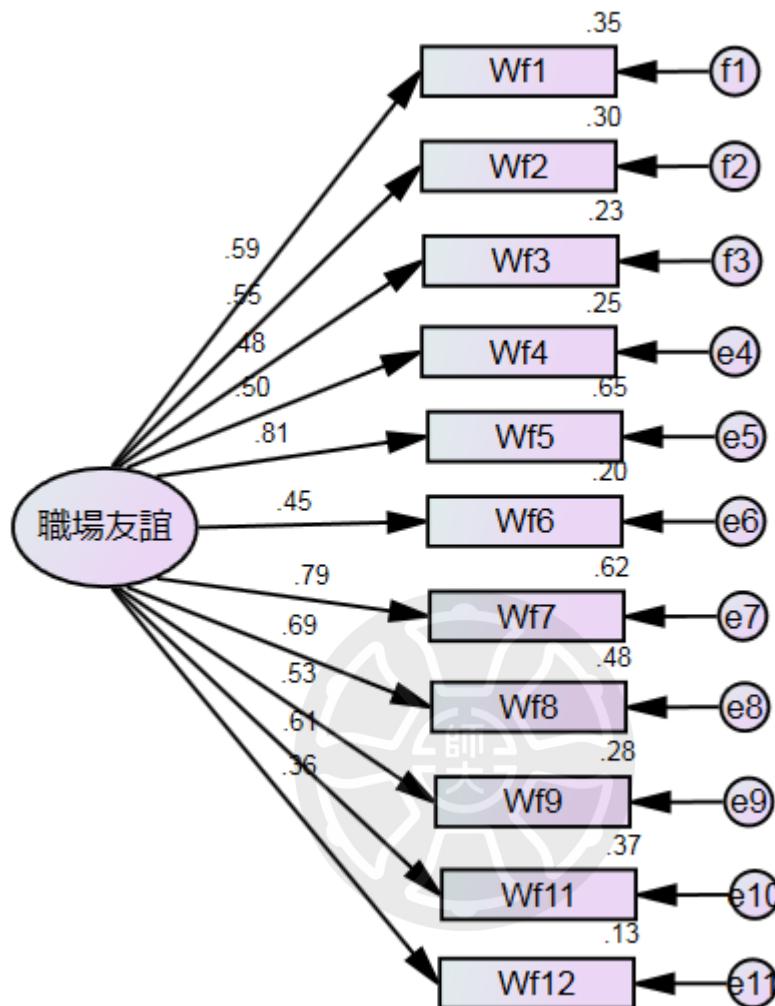 .35
Wf1
f1
.30
Wf2
f2
.23
.59
Wf3
f3
.55
.25
.48
Wf4
e4
.50
.65
.81
Wf5
e5
.20
職場友誼
.45
Wf6
e6
.62
.79
Wf7
e7
.69
.48
.53
Wf8
e8
.61
師大
.28
.36
Wf9
e9
.37
Wf11
e10
.13
Wf12
e11